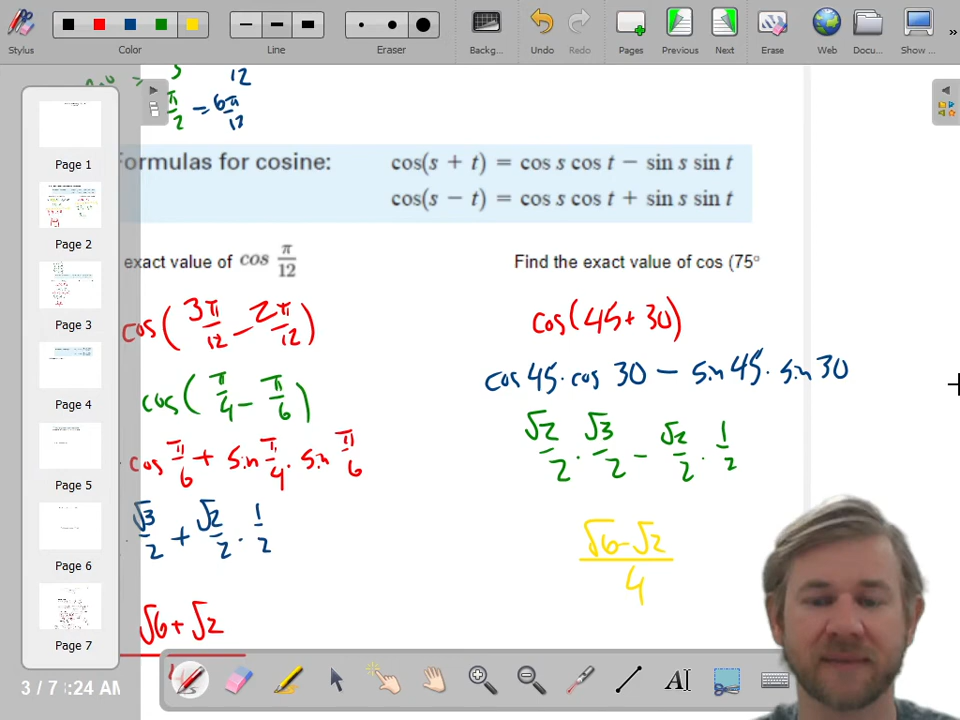 Stylus
Color
Line
Eraser
Backg...
Undo
Redo
Pages
Previous
Next
Erase
Web
Docu...
Show ...
»
12
π/2 = 6π/12
Formulas for cosine:
cos(s + t) = cos s cos t − sin s sin t
cos(s − t) = cos s cos t + sin s sin t
exact value of cos π/12
cos(3π/12 − 2π/12)
cos(π/4 − π/6)
cos π/6 + sin π/4 · sin π/6
√3/2 + √2/2 · 1/2
√6 + √2
Find the exact value of cos (75°
cos(45 + 30)
cos 45 · cos 30 − sin 45 · sin 30
√2/2 · √3/2 − √2/2 · 1/2
√6−√2/4
Page 1
Page 2
Page 3
Page 4
Page 5
Page 6
Page 7
3 / 7
:24 AM